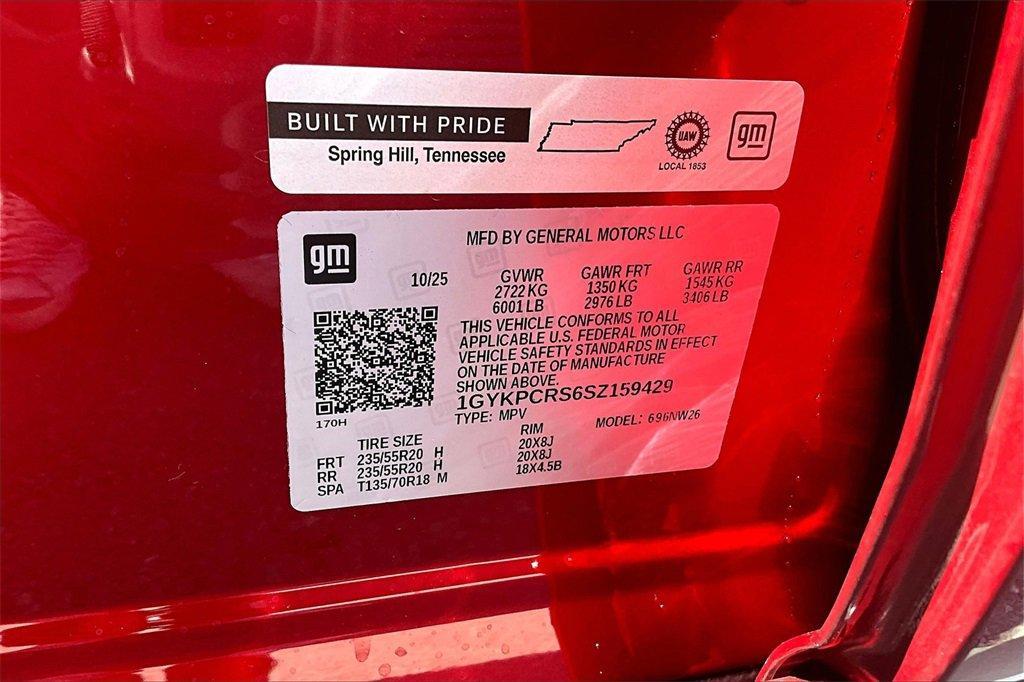 BUILT WITH PRIDE
Spring Hill, Tennessee
UAW
LOCAL 1853
gm
gm
MFD BY GENERAL MOTORS LLC
10/25
GVWR GAWR FRT GAWR RR
2722 KG 1350 KG 1545 KG
6001 LB 2976 LB 3406 LB
THIS VEHICLE CONFORMS TO ALL
APPLICABLE U.S. FEDERAL MOTOR
VEHICLE SAFETY STANDARDS IN EFFECT
ON THE DATE OF MANUFACTURE
SHOWN ABOVE.
1GYKPCRS6SZ159429
TYPE: MPV MODEL: 696NW26
170H
TIRE SIZE RIM
FRT 235/55R20 H 20X8J
RR 235/55R20 H 20X8J
SPA T135/70R18 M 18X4.5B